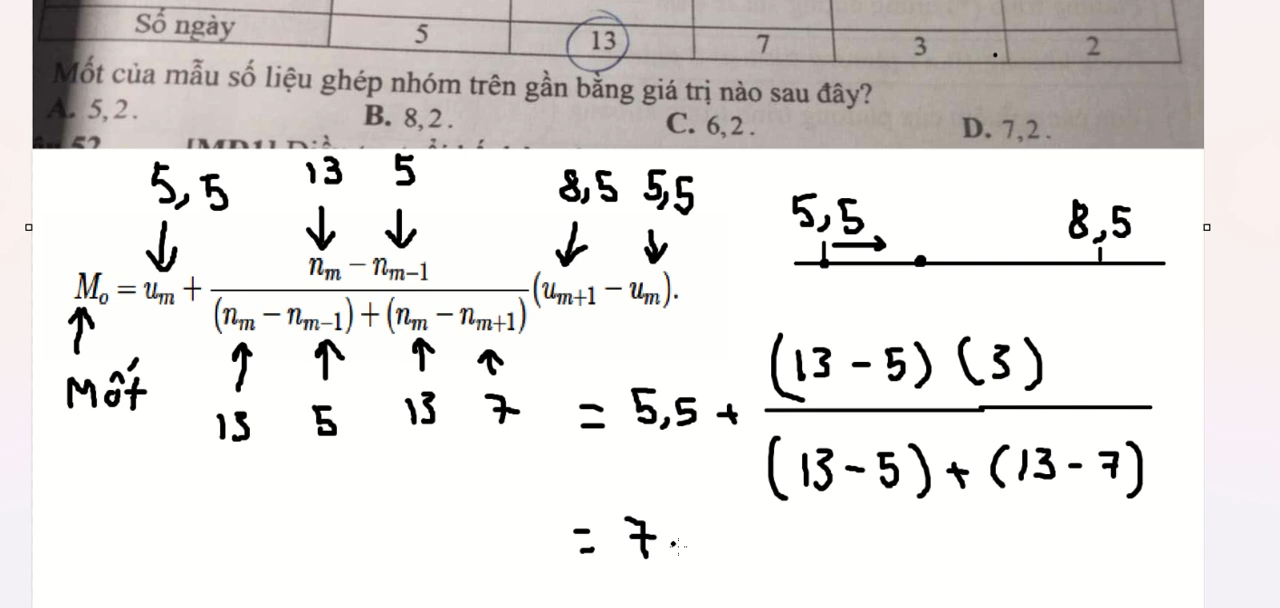 Số ngày 5 13 7 3 2
Mốt của mẫu số liệu ghép nhóm trên gần bằng giá trị nào sau đây?
A. 5,2. B. 8,2. C. 6,2. D. 7,2.
5,5 13 5 8,5 5,5
5,5 8,5
M_o = u_m + \frac{n_m - n_{m-1}}{(n_m - n_{m-1}) + (n_m - n_{m+1})}(u_{m+1} - u_m).
Mốt
13 5 13 7
= 5,5 + \frac{(13 - 5)(3)}{(13 - 5) + (13 - 7)}
= 7.